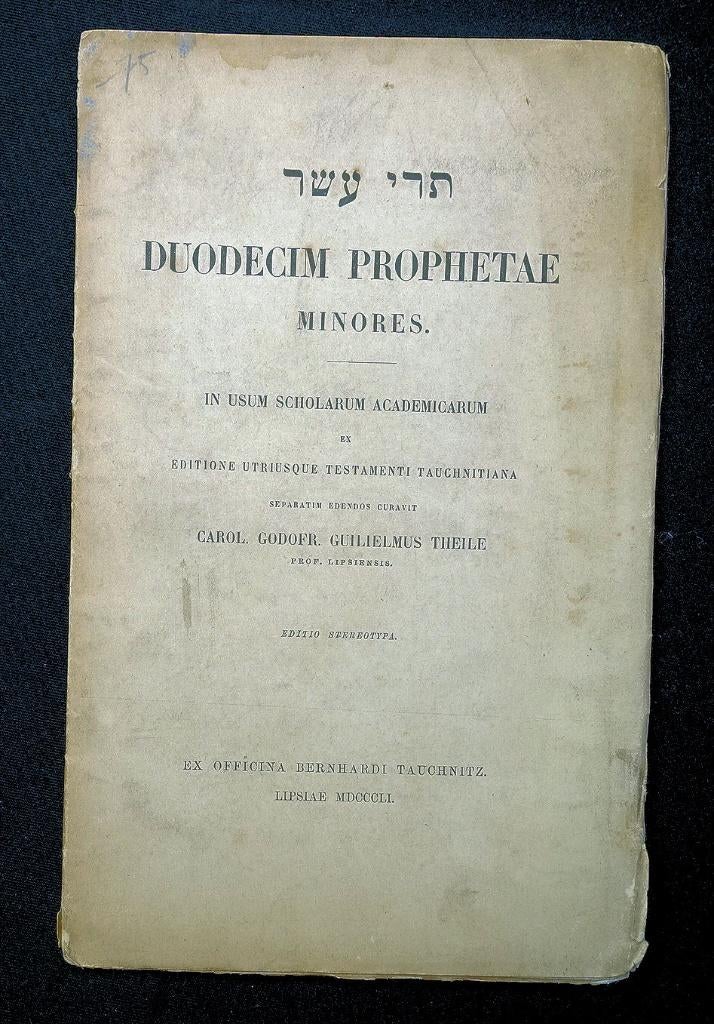 -75
תרי עשר
DUODECIM PROPHETAE
MINORES.
IN USUM SCHOLARUM ACADEMICARUM
EX
EDITIONE UTRIUSQUE TESTAMENTI TAUCHNITIANA
SEPARATIM EDENDOS CURAVIT
CAROL. GODOFR. GUILIELMUS THEILE
PROF. LIPSIENSIS.
EDITIO STEREOTYPA.
EX OFFICINA BERNHARDI TAUCHNITZ.
LIPSIAE MDCCCLI.